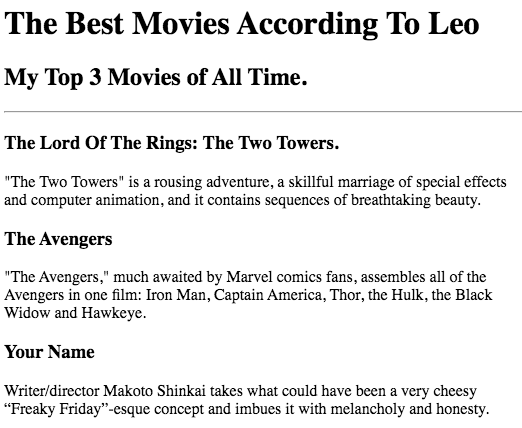 The Best Movies According To Leo
My Top 3 Movies of All Time.
The Lord Of The Rings: The Two Towers.
"The Two Towers" is a rousing adventure, a skillful marriage of special effects
and computer animation, and it contains sequences of breathtaking beauty.
The Avengers
"The Avengers," much awaited by Marvel comics fans, assembles all of the
Avengers in one film: Iron Man, Captain America, Thor, the Hulk, the Black
Widow and Hawkeye.
Your Name
Writer/director Makoto Shinkai takes what could have been a very cheesy
“Freaky Friday”-esque concept and imbues it with melancholy and honesty.